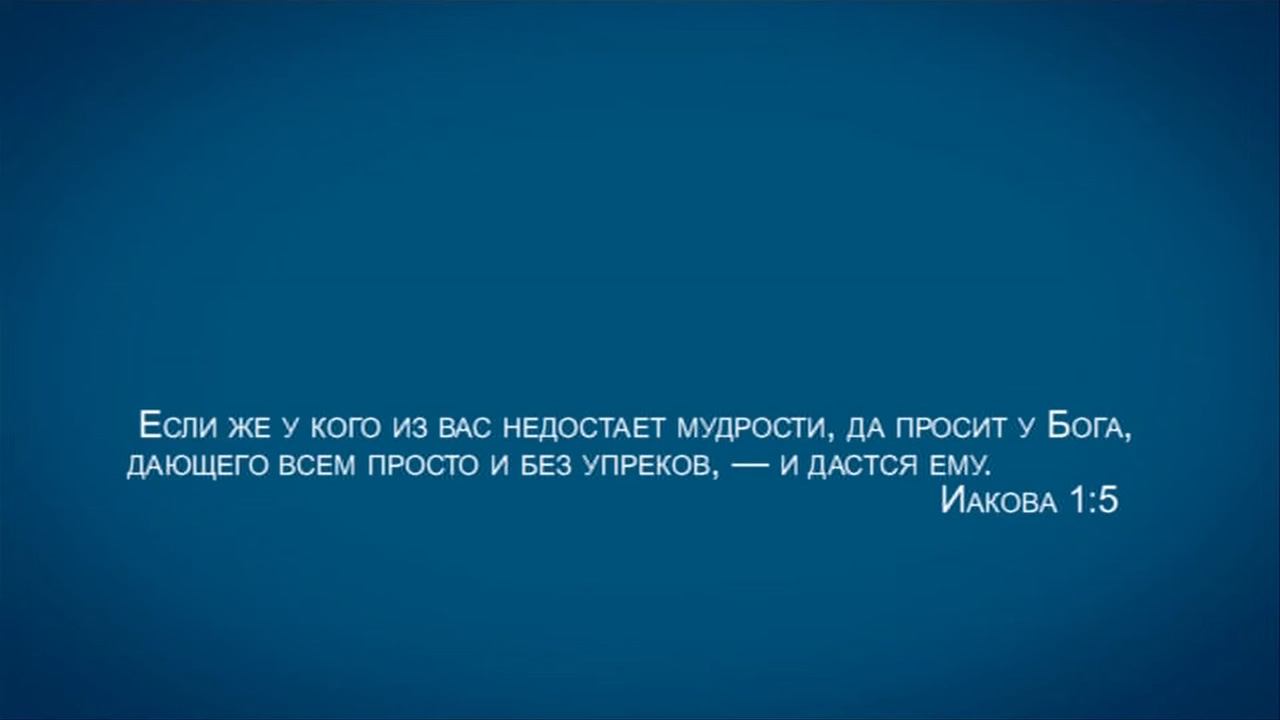 Если же у кого из вас недостает мудрости, да просит у Бога,
дающего всем просто и без упреков, — и дастся ему.
Иакова 1:5